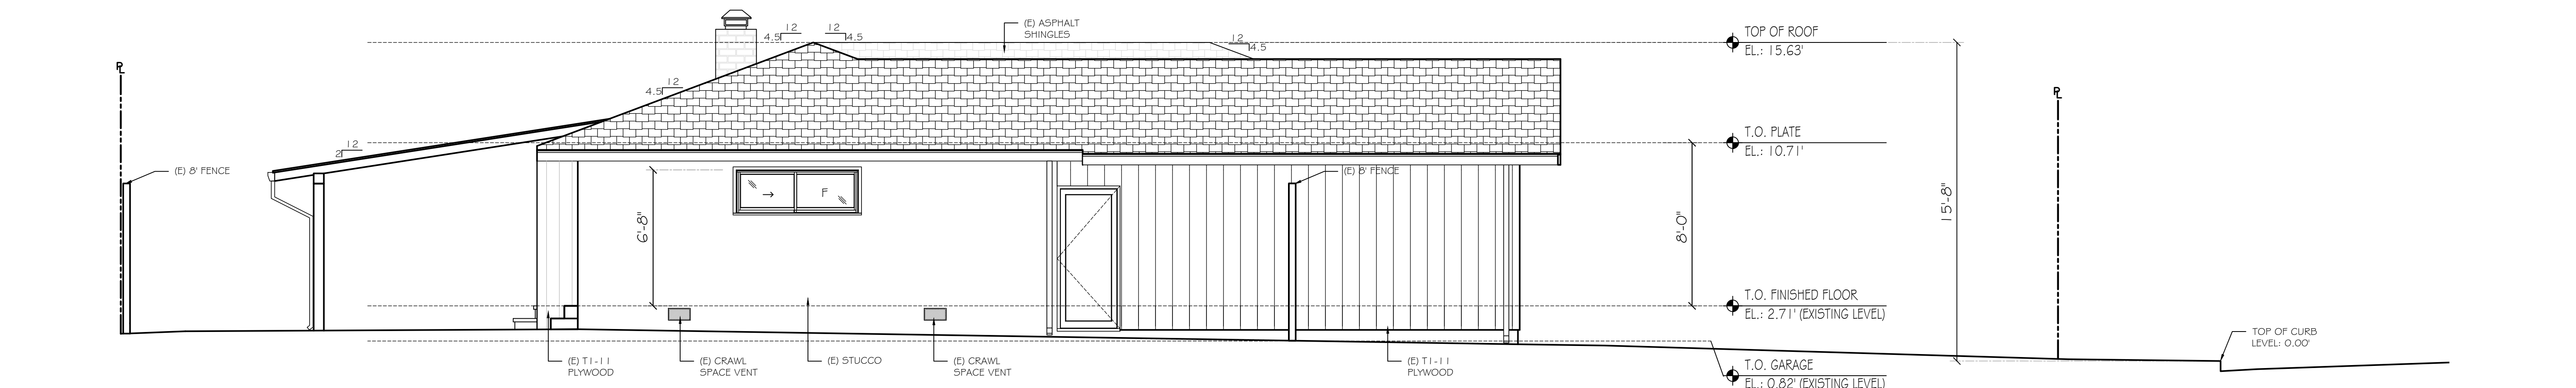 (E) ASPHALT
SHINGLES
12
4.5
12
4.5
12
4.5
12
4.5
12
2
TOP OF ROOF
EL.: 15.63'
PL
PL
T.O. PLATE
EL.: 10.71'
(E) 8' FENCE
(E) 8' FENCE
F
6'-8"
8'-0"
15'-8"
T.O. FINISHED FLOOR
EL.: 2.71' (EXISTING LEVEL)
TOP OF CURB
LEVEL: 0.00'
(E) T1-11
PLYWOOD
(E) CRAWL
SPACE VENT
(E) STUCCO
(E) CRAWL
SPACE VENT
(E) T1-11
PLYWOOD
T.O. GARAGE
EL.: 0.82' (EXISTING LEVEL)